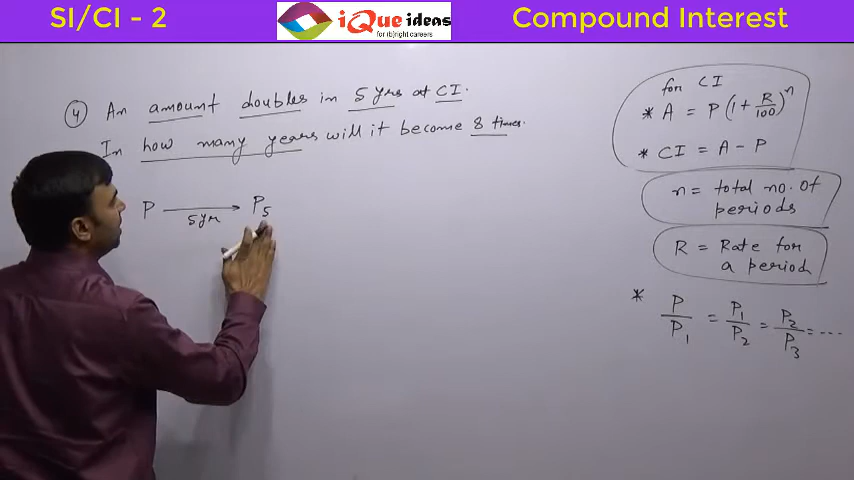 SI/CI - 2
iQue ideas
for (b)right careers
Compound Interest
④ An amount doubles in 5 yrs at CI.
In how many years will it become 8 times.
P → P₅
5 yr
for CI
* A = P(1 + R/100)ⁿ
* CI = A - P
n = total no. of
periods
R = Rate for
a period
* P/P₁ = P₁/P₂ = P₂/P₃ = ....